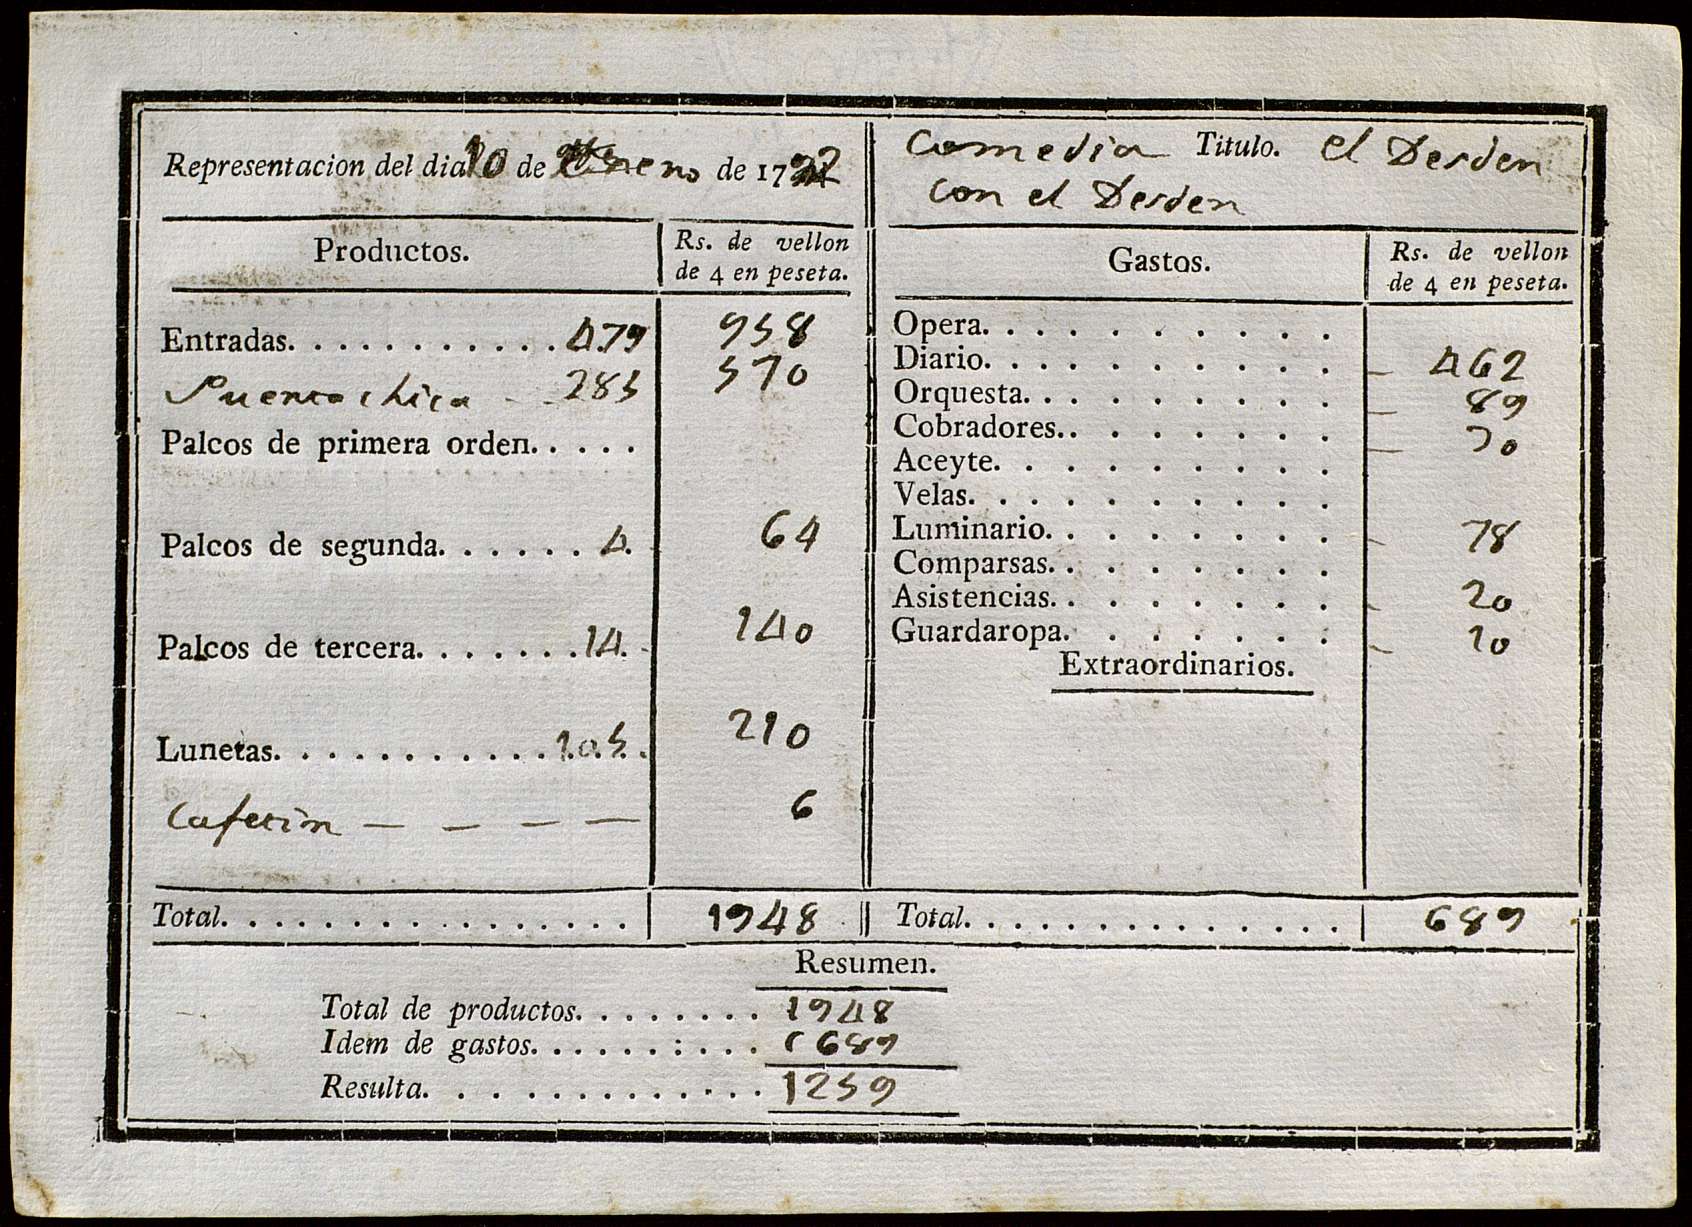 Representacion del dia 10 de Enero de 17
Comedia Titulo. el Desden
con el Desden
Productos.
Rs. de vellon
de 4 en peseta.
Entradas. . . . . . . . . . . 479 958
Puerta chica - - 285 570
Palcos de primera orden. . . . .
Palcos de segunda. . . . . . 4. 64
Palcos de tercera. . . . . . . 14. 140
Lunetas. . . . . . . . . . . 105. 210
Cafetin — — — — 6
Total. . . . . . . . . . . . . . . . 1948
Gastos.
Rs. de vellon
de 4 en peseta.
Opera. . . . . . . . . . .
Diario. . . . . . . . . . . - 462
Orquesta. . . . . . . . . . - 89
Cobradores. . . . . . . . . - 30
Aceyte. . . . . . . . . . .
Velas. . . . . . . . . . .
Luminario. . . . . . . . . - 78
Comparsas. . . . . . . . .
Asistencias. . . . . . . . . - 20
Guardaropa. . . . . . . . - 10
Extraordinarios.
Total. . . . . . . . . . . . . . . 689
Resumen.
Total de productos. . . . . . . . 1948
Idem de gastos. . . . . . : . . . 689
Resulta. . . . . . . . . . . . . 1259